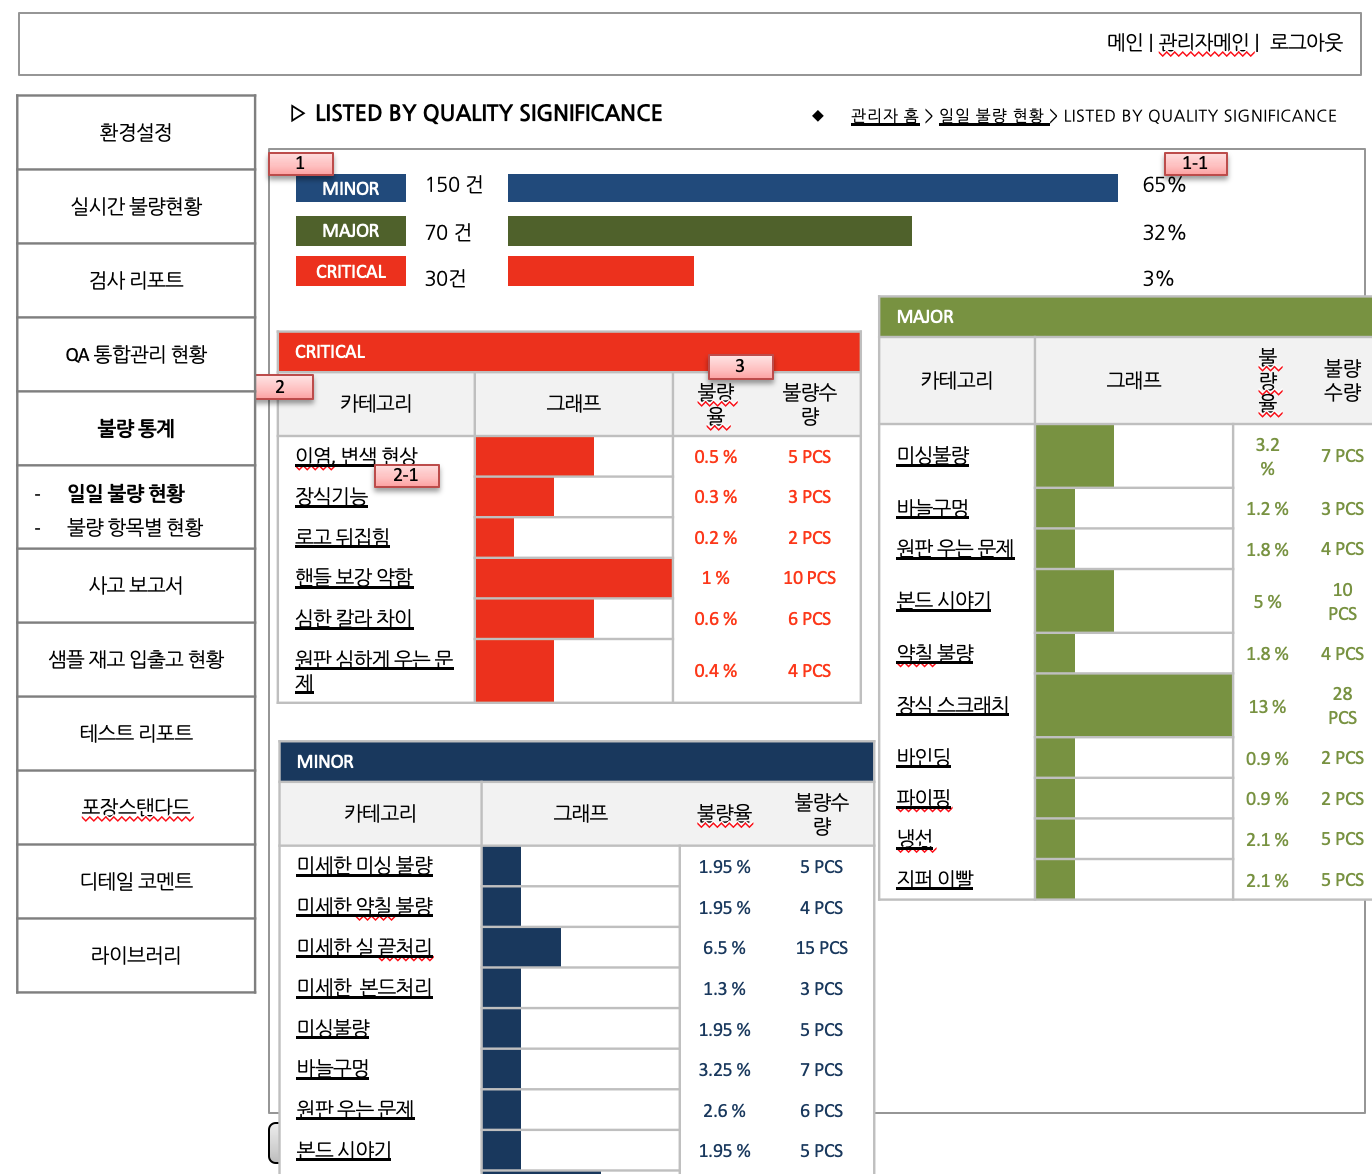 메인 | 관리자메인 | 로그아웃
환경설정
실시간 불량현황
검사 리포트
QA 통합관리 현황
불량 통계
- 일일 불량 현황
- 불량 항목별 현황
사고 보고서
샘플 재고 입출고 현황
테스트 리포트
포장스탠다드
디테일 코멘트
라이브러리
▷ LISTED BY QUALITY SIGNIFICANCE
◆ 관리자 홈 > 일일 불량 현황 > LISTED BY QUALITY SIGNIFICANCE
1
1-1
MINOR 150 건 65%
MAJOR 70 건 32%
CRITICAL 30건 3%
CRITICAL
2
3
카테고리 그래프 불량
율 불량수
량
이염, 변색 현상 0.5 % 5 PCS
2-1
장식기능 0.3 % 3 PCS
로고 뒤집힘 0.2 % 2 PCS
핸들 보강 약함 1 % 10 PCS
심한 칼라 차이 0.6 % 6 PCS
원판 심하게 우는 문
제 0.4 % 4 PCS
MINOR
카테고리 그래프 불량율 불량수
량
미세한 미싱 불량 1.95 % 5 PCS
미세한 약칠 불량 1.95 % 4 PCS
미세한 실 끝처리 6.5 % 15 PCS
미세한 본드처리 1.3 % 3 PCS
미싱불량 1.95 % 5 PCS
바늘구멍 3.25 % 7 PCS
원판 우는 문제 2.6 % 6 PCS
본드 시야기 1.95 % 5 PCS
MAJOR
카테고리 그래프 불
량
율 불량
수량
미싱불량 3.2
% 7 PCS
바늘구멍 1.2 % 3 PCS
원판 우는 문제 1.8 % 4 PCS
본드 시야기 5 % 10
PCS
약칠 불량 1.8 % 4 PCS
장식 스크래치 13 % 28
PCS
바인딩 0.9 % 2 PCS
파이핑 0.9 % 2 PCS
냉선 2.1 % 5 PCS
지퍼 이빨 2.1 % 5 PCS